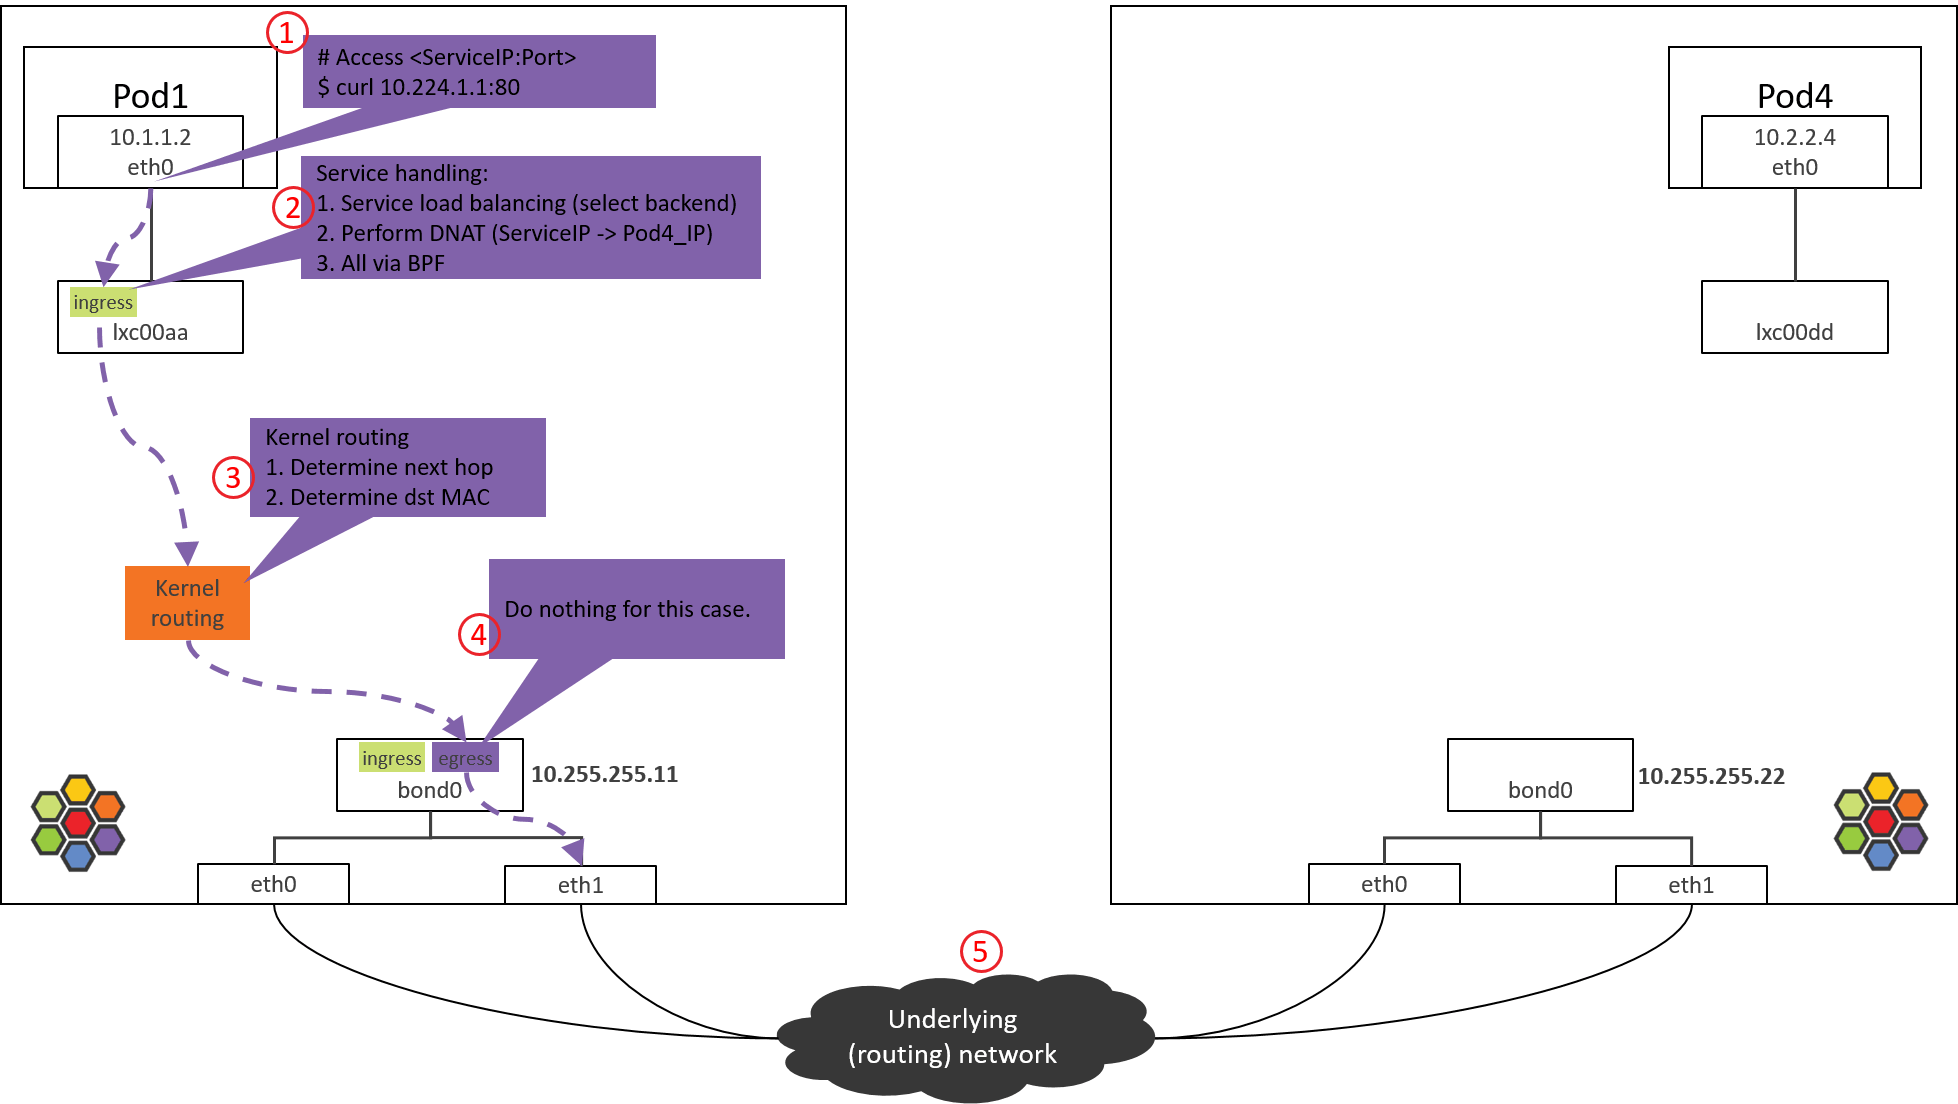 1
# Access <ServiceIP:Port>
$ curl 10.224.1.1:80
Pod1
10.1.1.2
eth0
2
Service handling:
1. Service load balancing (select backend)
2. Perform DNAT (ServiceIP -> Pod4_IP)
3. All via BPF
ingress
lxc00aa
3
Kernel routing
1. Determine next hop
2. Determine dst MAC
Kernel
routing
4
Do nothing for this case.
ingress
egress
bond0
10.255.255.11
eth0
eth1
Pod4
10.2.2.4
eth0
lxc00dd
bond0
10.255.255.22
eth0
eth1
5
Underlying
(routing) network